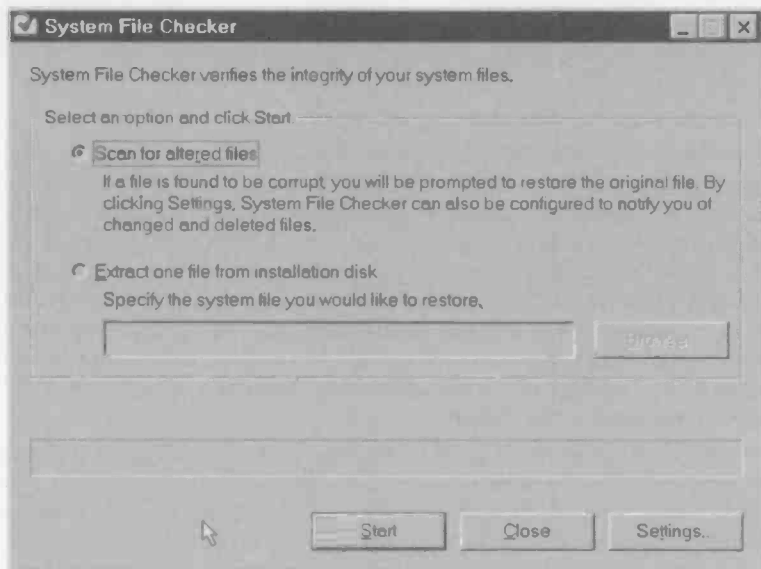 System File Checker
System File Checker verifies the integrity of your system files.
Select an option and click Start
Scan for altered files
If a file is found to be corrupt, you will be prompted to restore the original file. By
clicking Settings, System File Checker can also be configured to notify you of
changed and deleted files.
Extract one file from installation disk
Specify the system file you would like to restore.
Browse...
Start
Close
Settings...